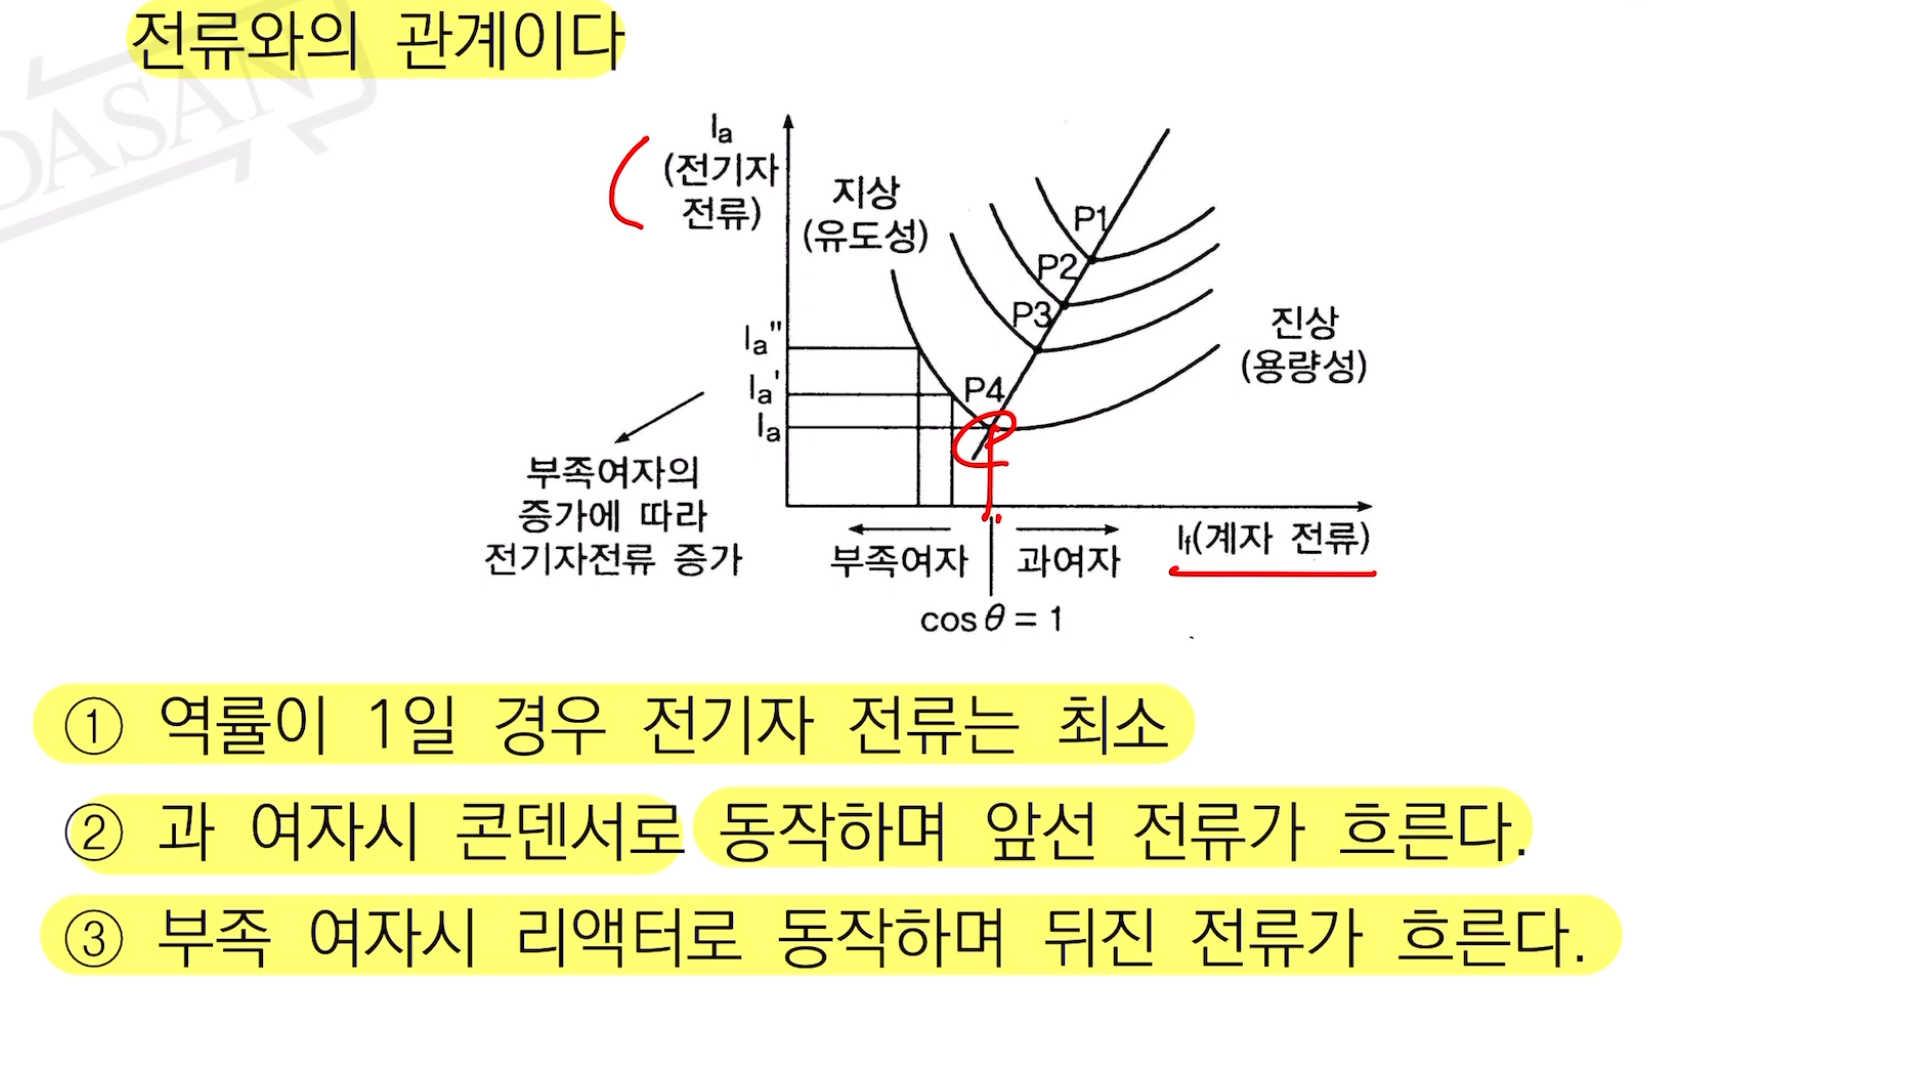 전류와의 관계이다
DASAN
Ia
(전기자
전류)
지상
(유도성)
P1
P2
P3
P4
진상
(용량성)
Ia"
Ia'
Ia
부족여자의
증가에 따라
전기자전류 증가
부족여자
과여자
If(계자 전류)
cos θ = 1
① 역률이 1일 경우 전기자 전류는 최소
② 과 여자시 콘덴서로 동작하며 앞선 전류가 흐른다.
③ 부족 여자시 리액터로 동작하며 뒤진 전류가 흐른다.